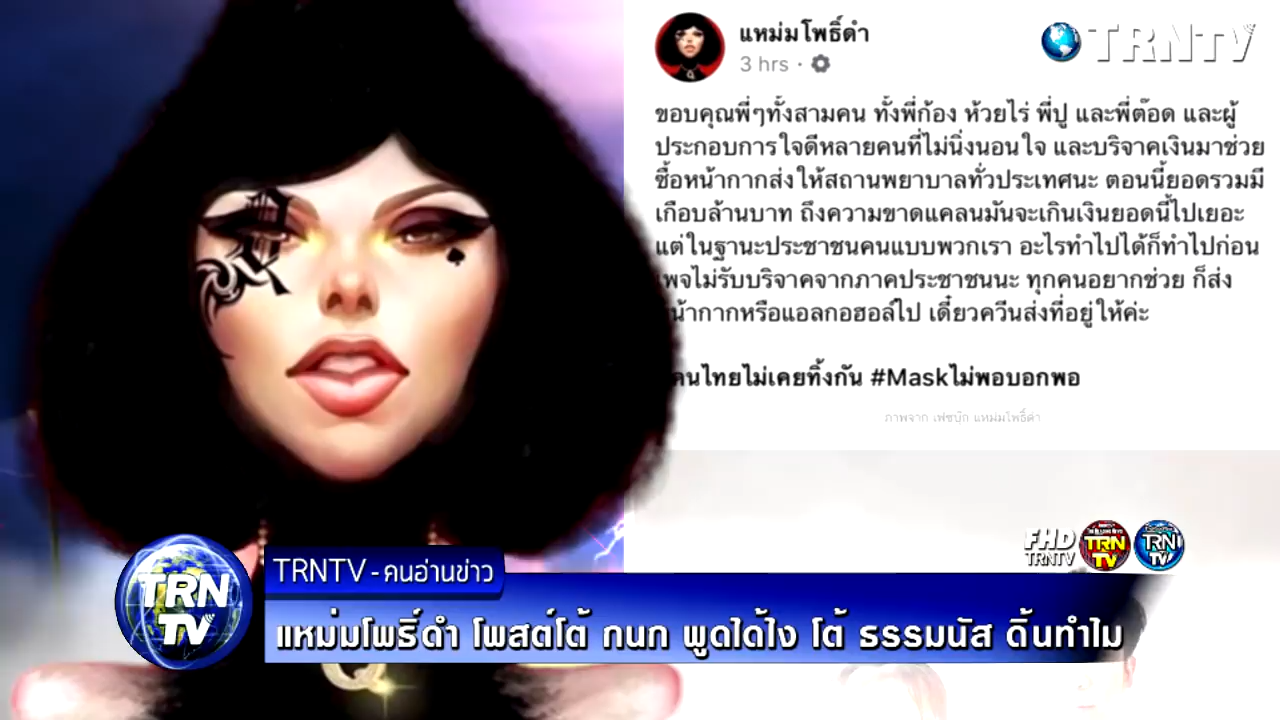 แหม่มโพธิ์ดำ
3 hrs ·
TRNTV
ขอบคุณพี่ๆทั้งสามคน ทั้งพี่ก้อง ห้วยไร่ พี่ปู และพี่ต๊อด และผู้
ประกอบการใจดีหลายคนที่ไม่นิ่งนอนใจ และบริจาคเงินมาช่วย
ซื้อหน้ากากส่งให้สถานพยาบาลทั่วประเทศนะ ตอนนี้ยอดรวมมี
เกือบล้านบาท ถึงความขาดแคลนมันจะเกินเงินยอดนี้ไปเยอะ
แต่ในฐานะประชาชนคนแบบพวกเรา อะไรทำไปได้ก็ทำไปก่อน
เพจไม่รับบริจาคจากภาคประชาชนนะ ทุกคนอยากช่วย ก็ส่ง
หน้ากากหรือแอลกอฮอล์ไป เดี๋ยวควีนส่งที่อยู่ให้ค่ะ
คนไทยไม่เคยทิ้งกัน #Maskไม่พอบอกพอ
ภาพจาก เฟซบุ๊ก แหม่มโพธิ์ดำ
FHD
TRNTV
TRN
TV
TRN
TV
TRN
TV
TRNTV - คนอ่านข่าว
แหม่มโพธิ์ดำ โพสต์โต้ กนก พูดได้ไง โต้ ธรรมนัส ดิ้นทำไม
Q